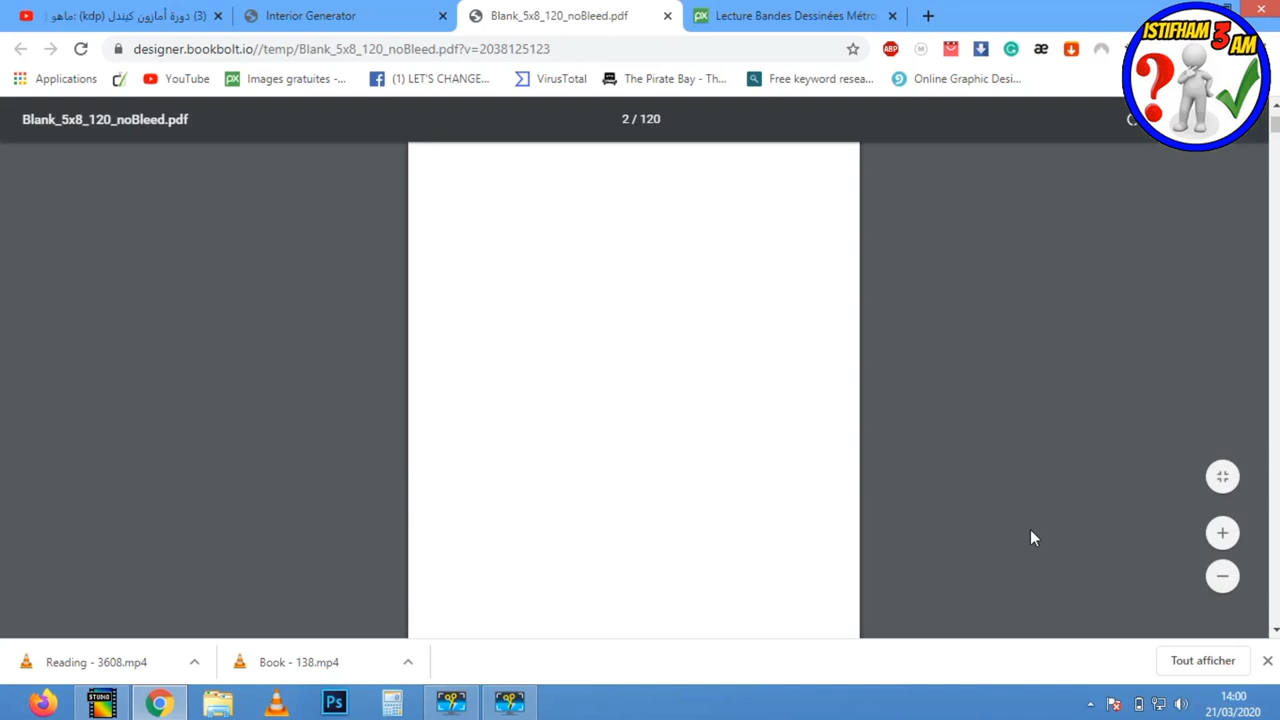 (3) دورة أمازون كيندل (kdp) :ماهو
Interior Generator
Blank_5x8_120_noBleed.pdf
Lecture Bandes Dessinées Métro
designer.bookbolt.io//temp/Blank_5x8_120_noBleed.pdf?v=2038125123
ABP
Applications
YouTube
Images gratuites -...
(1) LET'S CHANGE...
VirusTotal
The Pirate Bay - Th...
Free keyword resea...
Online Graphic Desi...
ISTIFHAM 3AM
Blank_5x8_120_noBleed.pdf
2 / 120
Reading - 3608.mp4
Book - 138.mp4
Tout afficher
STUDIO
Ps
14:00
21/03/2020